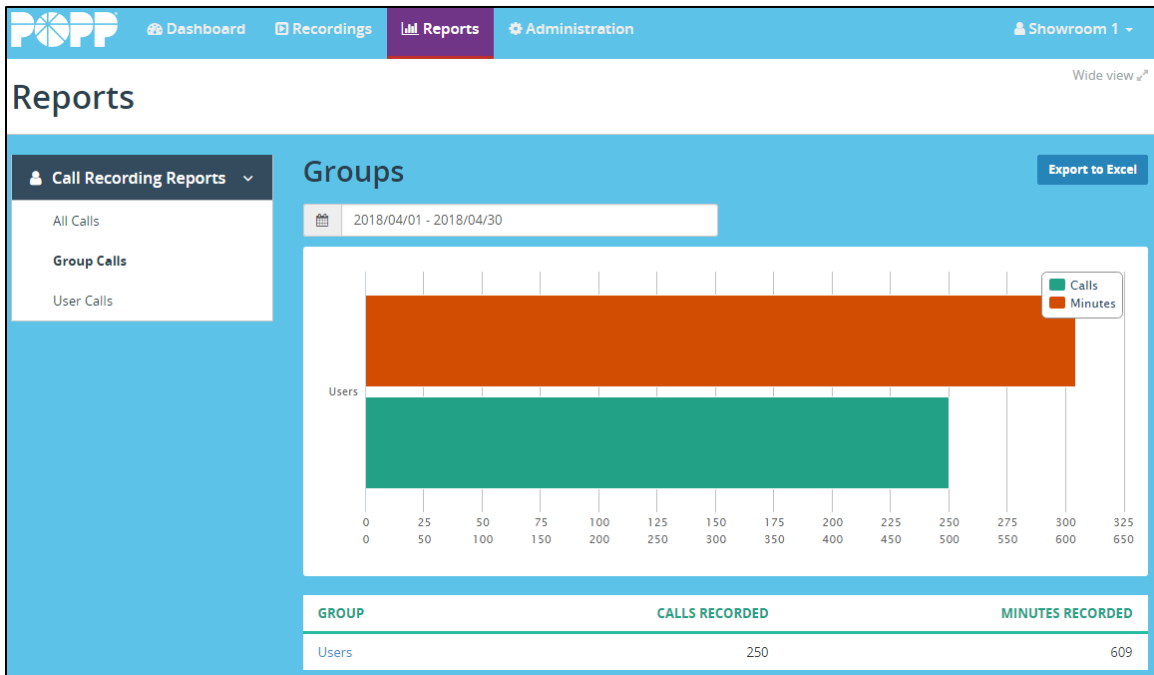 POPP Dashboard Recordings Reports Administration Showroom 1
Wide view
Reports
Call Recording Reports
All Calls
Group Calls
User Calls
Groups
Export to Excel
2018/04/01 - 2018/04/30
Calls
Minutes
Users
0 25 50 75 100 125 150 175 200 225 250 275 300 325
0 50 100 150 200 250 300 350 400 450 500 550 600 650
GROUP CALLS RECORDED MINUTES RECORDED
Users 250 609